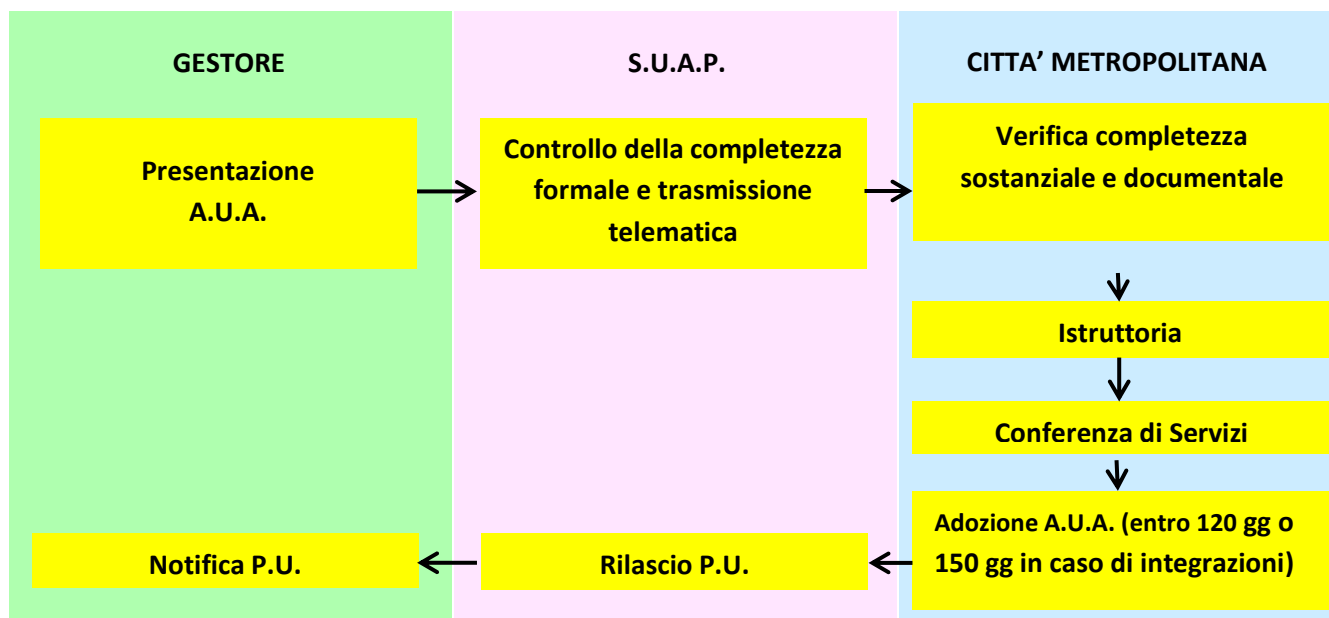 GESTORE
S.U.A.P.
CITTA’ METROPOLITANA
Presentazione
A.U.A.
Controllo della completezza
formale e trasmissione
telematica
Verifica completezza
sostanziale e documentale
Istruttoria
Conferenza di Servizi
Adozione A.U.A. (entro 120 gg o
150 gg in caso di integrazioni)
Rilascio P.U.
Notifica P.U.